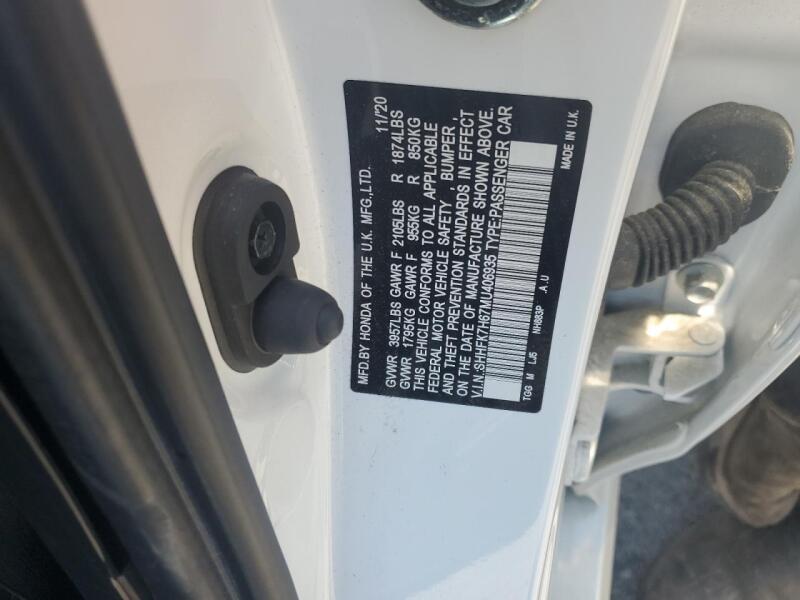 MFD.BY HONDA OF THE U.K. MFG.,LTD. 11/'20
GVWR 3957LBS GAWR F 2105LBS R 1874LBS
GVWR 1795KG GAWR F 955KG R 850KG
THIS VEHICLE CONFORMS TO ALL APPLICABLE
FEDERAL MOTOR VEHICLE SAFETY , BUMPER ,
AND THEFT PREVENTION STANDARDS IN EFFECT
ON THE DATE OF MANUFACTURE SHOWN ABOVE.
V.I.N.:SHHFK7H67MU406935 TYPE:PASSENGER CAR
MADE IN U.K.
TGG M LJ5 NH883P .A.U